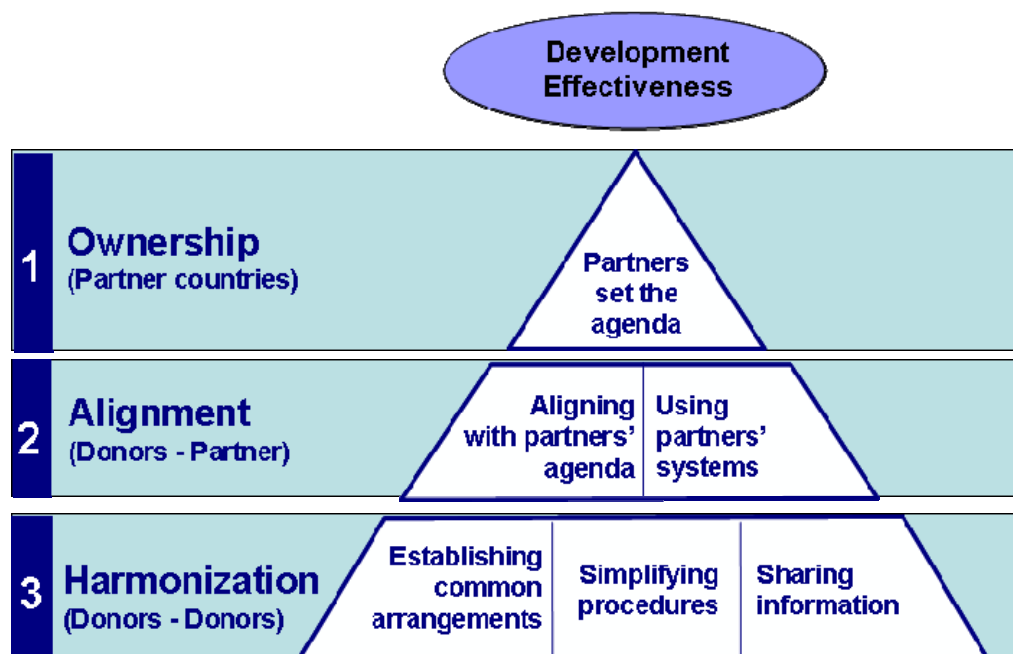 Development
Effectiveness
1
Ownership
(Partner countries)
Partners
set the
agenda
2
Alignment
(Donors - Partner)
Aligning
with partners’
agenda
Using
partners’
systems
3
Harmonization
(Donors - Donors)
Establishing
common
arrangements
Simplifying
procedures
Sharing
information